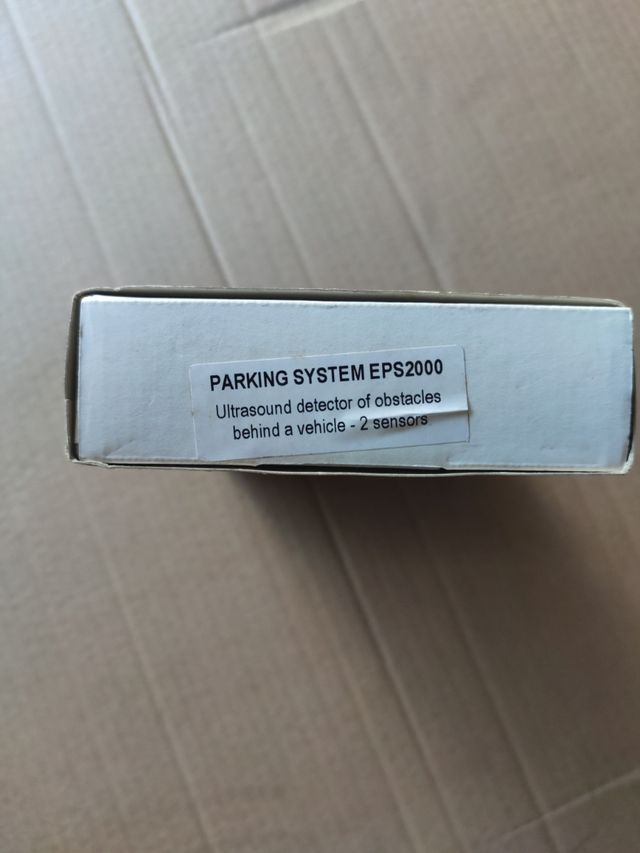 PARKING SYSTEM EPS2000
Ultrasound detector of obstacles
behind a vehicle - 2 sensors